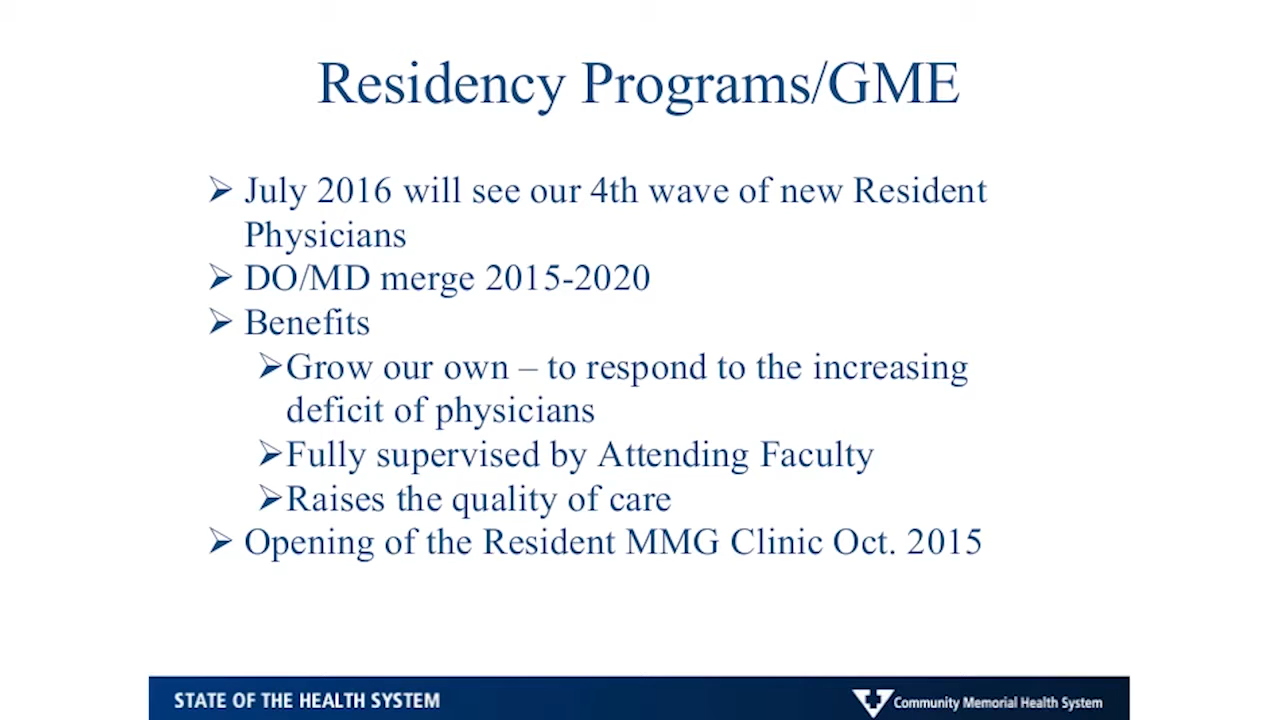 Residency Programs/GME
➢ July 2016 will see our 4th wave of new Resident
Physicians
➢ DO/MD merge 2015-2020
➢ Benefits
➢Grow our own – to respond to the increasing
deficit of physicians
➢Fully supervised by Attending Faculty
➢Raises the quality of care
➢ Opening of the Resident MMG Clinic Oct. 2015
STATE OF THE HEALTH SYSTEM
Community Memorial Health System